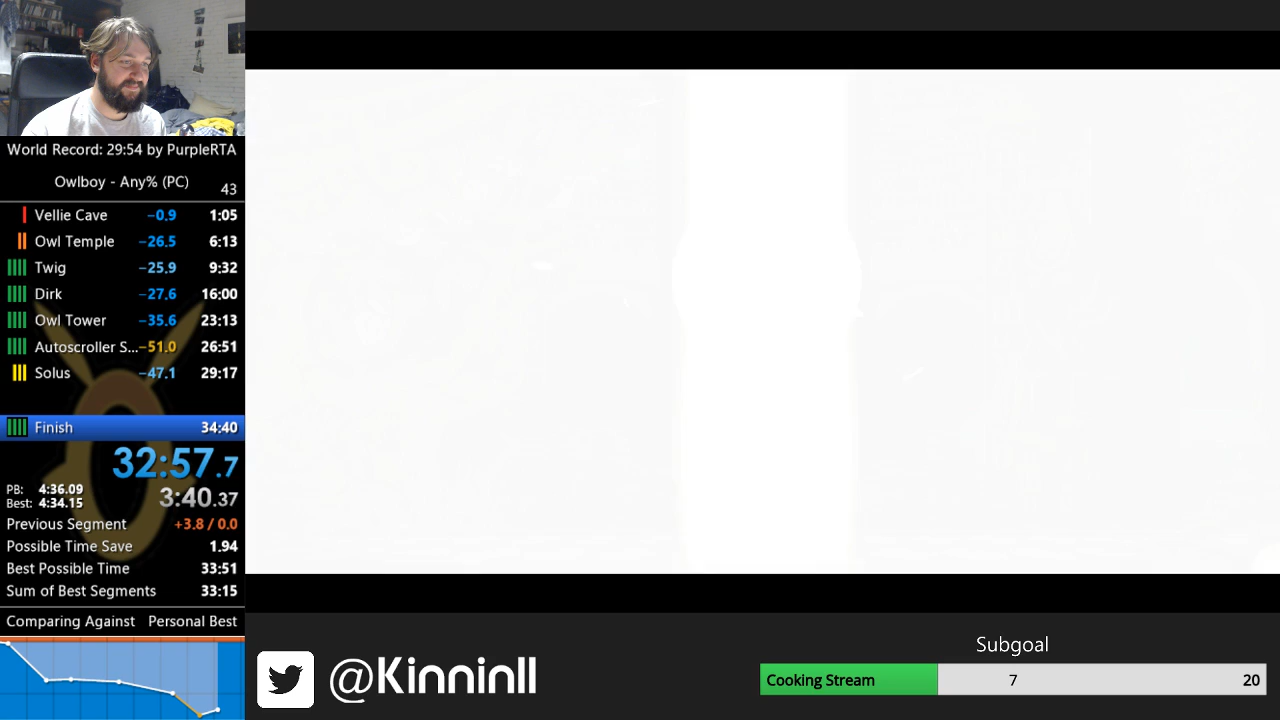 World Record: 29:54 by PurpleRTA
Owlboy - Any% (PC)
43
Vellie Cave −0.9 1:05
Owl Temple −26.5 6:13
Twig −25.9 9:32
Dirk −27.6 16:00
Owl Tower −35.6 23:13
Autoscroller S... −51.0 26:51
Solus −47.1 29:17
Finish 34:40
32:57.7
PB: 4:36.09
Best: 4:34.15
3:40.37
Previous Segment +3.8 / 0.0
Possible Time Save 1.94
Best Possible Time 33:51
Sum of Best Segments 33:15
Comparing Against Personal Best
@Kinninll
Subgoal
Cooking Stream 7 20